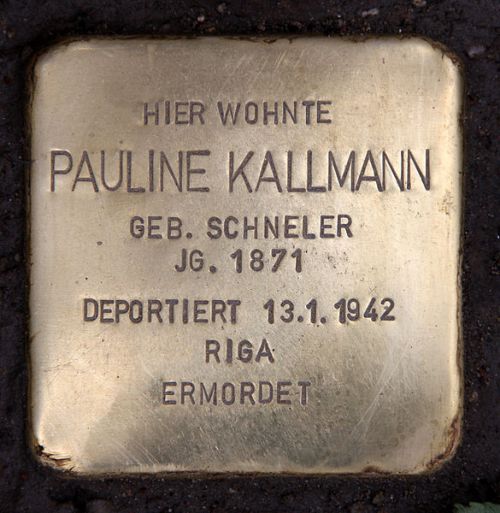 HIER WOHNTE
PAULINE KALLMANN
GEB. SCHNELER
JG. 1871
DEPORTIERT 13.1.1942
RIGA
ERMORDET